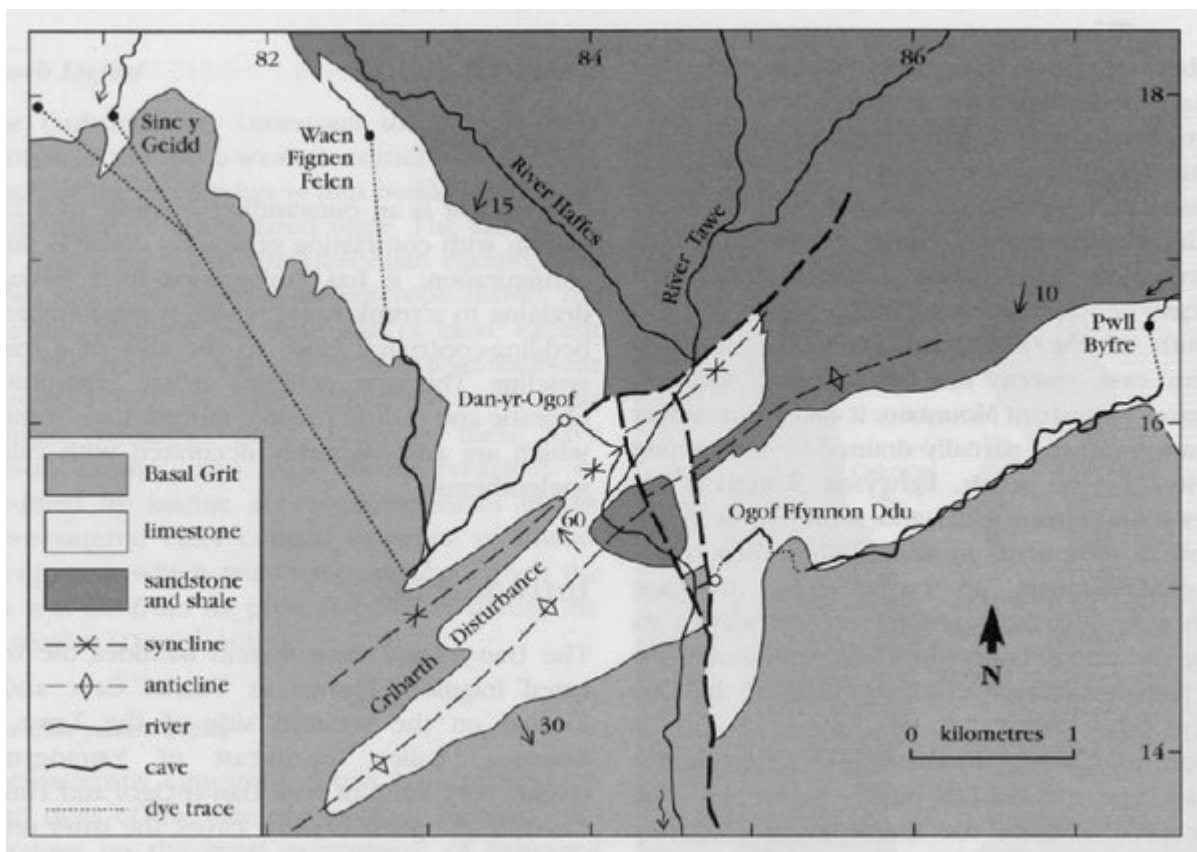 82
84
86
18
16
14
Sinc y
Geidd
Waen
Fignen
Felen
15
River Haffes
River Tawe
10
Pwll
Byfre
Dan-yr-Ogof
60
Ogof Ffynnon Ddu
Cribarth Disturbance
30
N
0 kilometres 1
Basal Grit
limestone
sandstone
and shale
syncline
anticline
river
cave
dye trace